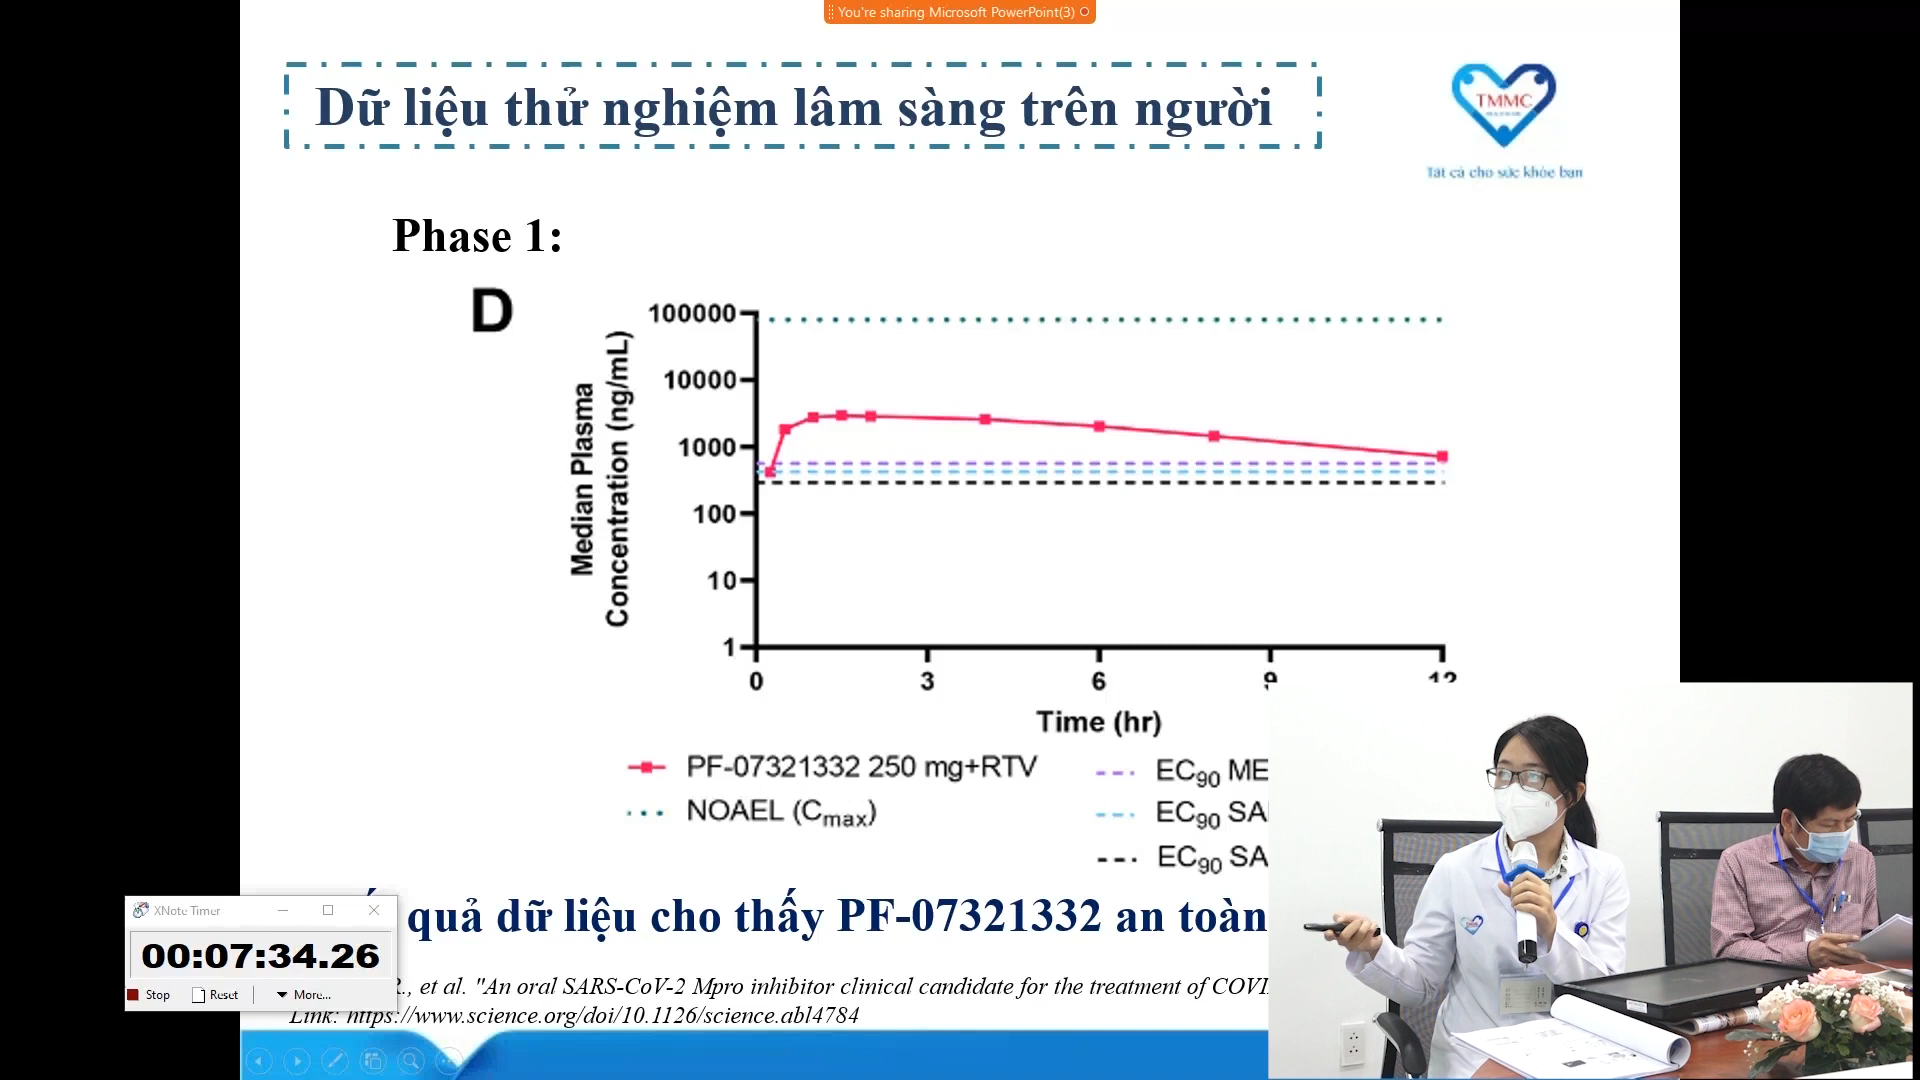 You're sharing Microsoft PowerPoint(3)
Dữ liệu thử nghiệm lâm sàng trên người
TMMC
Tất cả cho sức khỏe bạn
Phase 1:
D
Median Plasma
Concentration (ng/mL)
100000
10000
1000
100
10
1
0 3 6 9 12
Time (hr)
PF-07321332 250 mg+RTV
NOAEL (Cmax)
EC90 ME
EC90 SA
EC90 SA
quả dữ liệu cho thấy PF-07321332 an toàn
R., et al. "An oral SARS-CoV-2 Mpro inhibitor clinical candidate for the treatment of COVI
Link: https://www.science.org/doi/10.1126/science.abl4784
XNote Timer
00:07:34.26
Stop Reset More...